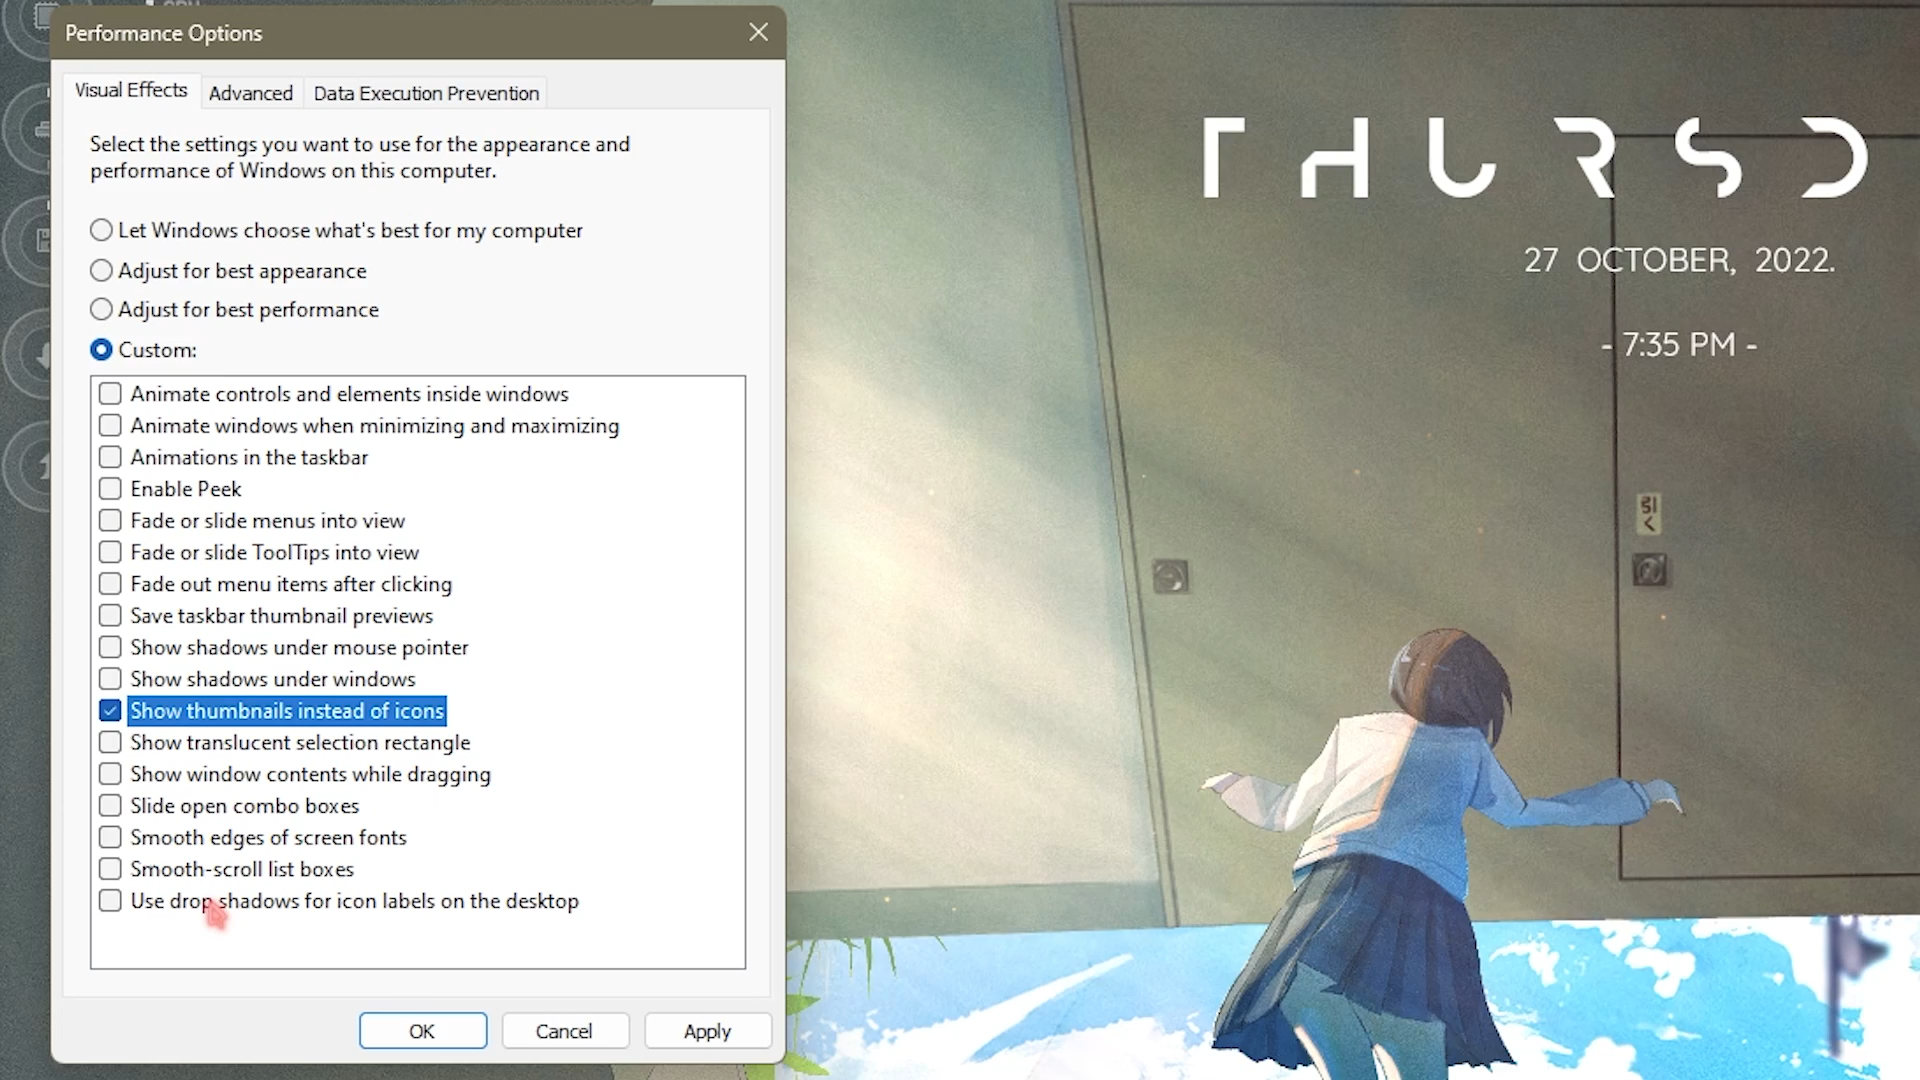 Performance Options
Visual Effects
Advanced
Data Execution Prevention
Select the settings you want to use for the appearance and
performance of Windows on this computer.
Let Windows choose what's best for my computer
Adjust for best appearance
Adjust for best performance
Custom:
Animate controls and elements inside windows
Animate windows when minimizing and maximizing
Animations in the taskbar
Enable Peek
Fade or slide menus into view
Fade or slide ToolTips into view
Fade out menu items after clicking
Save taskbar thumbnail previews
Show shadows under mouse pointer
Show shadows under windows
Show thumbnails instead of icons
Show translucent selection rectangle
Show window contents while dragging
Slide open combo boxes
Smooth edges of screen fonts
Smooth-scroll list boxes
Use drop shadows for icon labels on the desktop
OK
Cancel
Apply
THURSD
27 OCTOBER, 2022.
- 7:35 PM -
引く